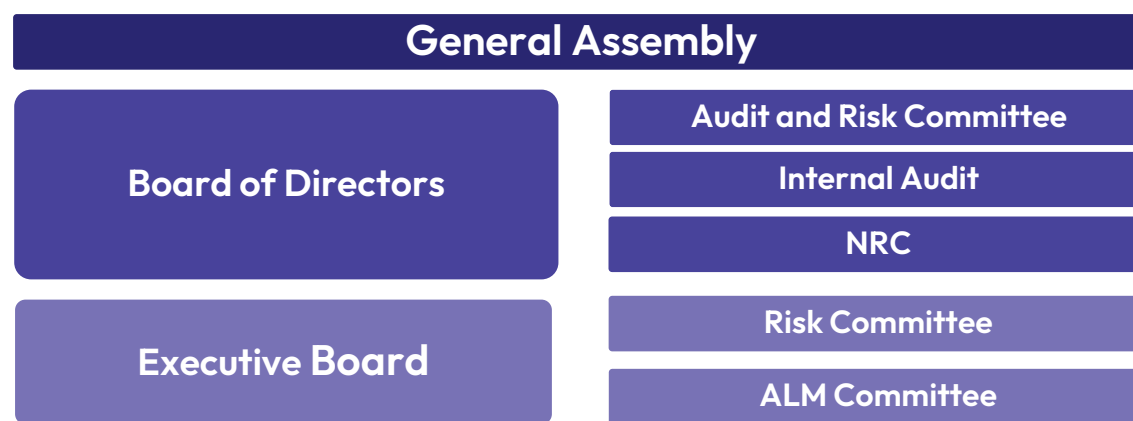 General Assembly
Board of Directors
Audit and Risk Committee
Internal Audit
NRC
Executive Board
Risk Committee
ALM Committee